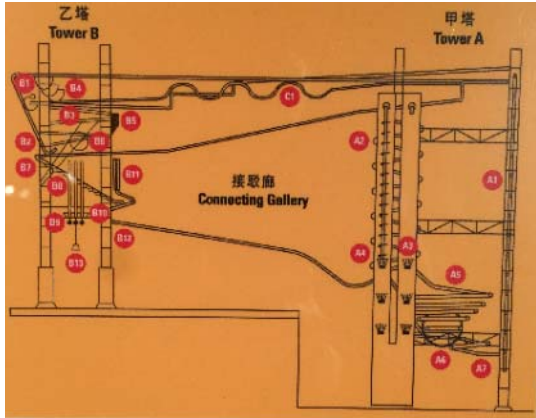 乙塔
Tower B
甲塔
Tower A
B1
B4
C1
B3
B5
B2
B6
A2
B7
B11
接駁廊
A1
B8
Connecting Gallery
B10
B9
B12
A3
A4
B13
A5
A6
A7